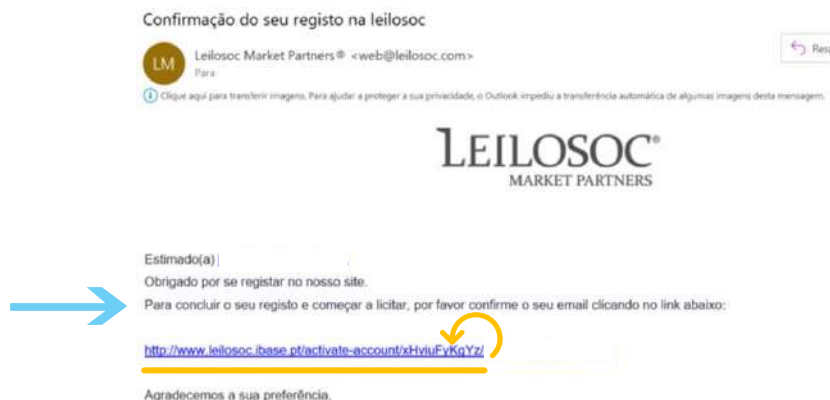 Confirmação do seu registo na leilosoc
LM
Leilosoc Market Partners® <web@leilosoc.com>
Para
Resp
Clique aqui para transferir imagens. Para ajudar a proteger a sua privacidade, o Outlook impediu a transferência automática de algumas imagens desta mensagem.
LEILOSOC®
MARKET PARTNERS
Estimado(a)
Obrigado por se registar no nosso site.
Para concluir o seu registo e começar a licitar, por favor confirme o seu email clicando no link abaixo:
http://www.leilosoc.ibase.pt/activate-account/xHviuFyKgYz/
Agradecemos a sua preferência.